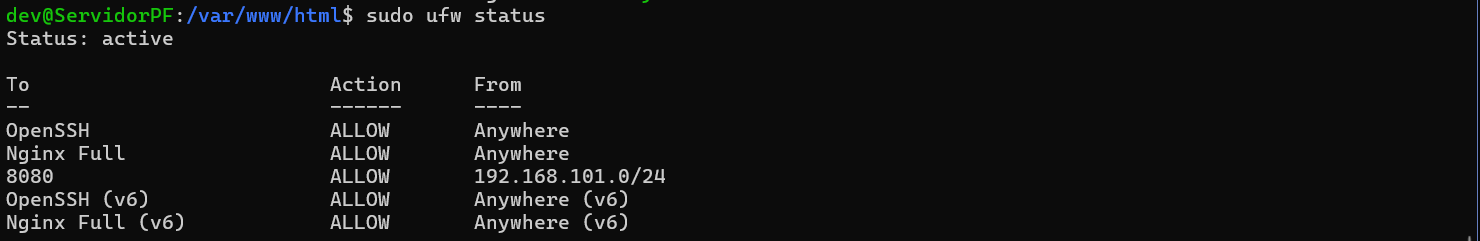 dev@ServidorPF:/var/www/html$ sudo ufw status
Status: active
To Action From
-- ------ ----
OpenSSH ALLOW Anywhere
Nginx Full ALLOW Anywhere
8080 ALLOW 192.168.101.0/24
OpenSSH (v6) ALLOW Anywhere (v6)
Nginx Full (v6) ALLOW Anywhere (v6)